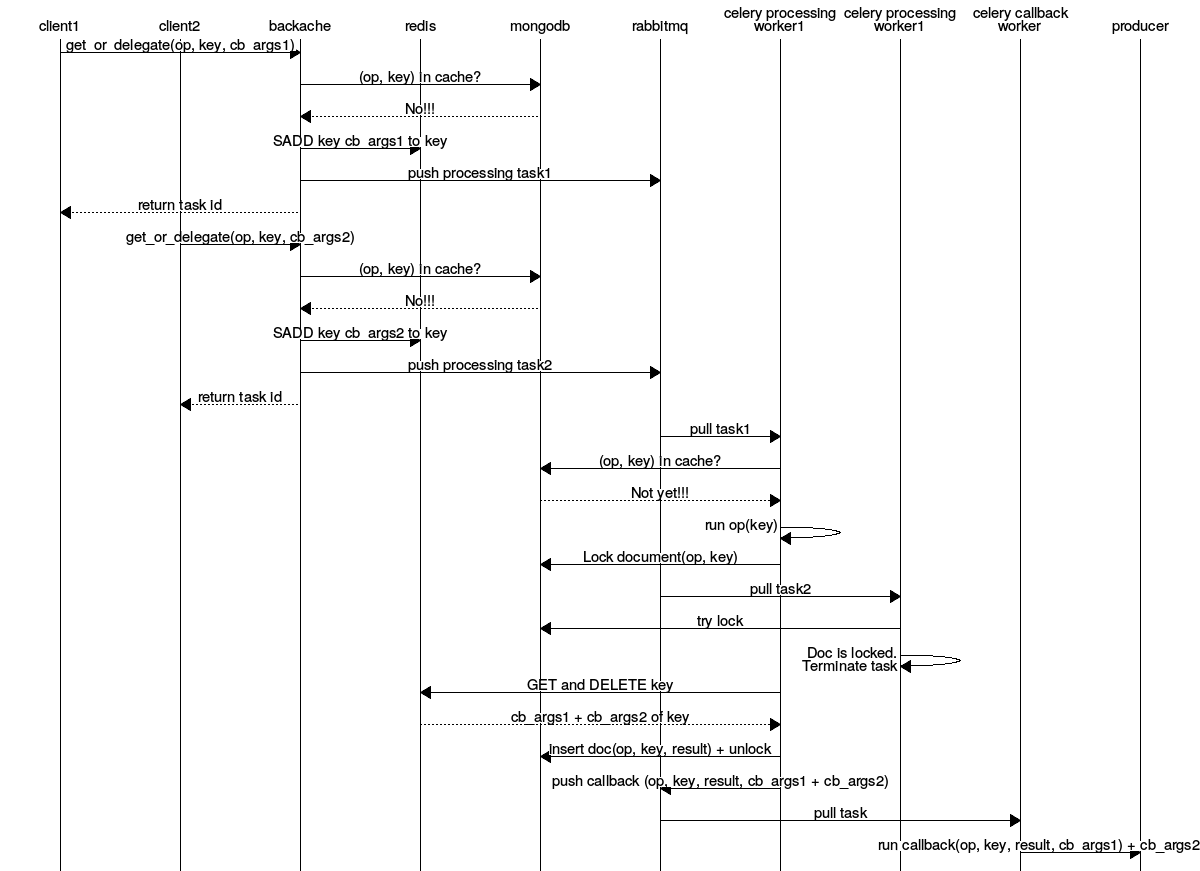 celery processing celery processing celery callback
client1 client2 backache redis mongodb rabbitmq worker1 worker1 worker producer
get_or_delegate(op, key, cb_args1)
(op, key) in cache?
No!!!
SADD key cb_args1 to key
push processing task1
return task id
get_or_delegate(op, key, cb_args2)
(op, key) in cache?
No!!!
SADD key cb_args2 to key
push processing task2
return task id
pull task1
(op, key) in cache?
Not yet!!!
run op(key)
Lock document(op, key)
pull task2
try lock
Doc is locked.
Terminate task
GET and DELETE key
cb_args1 + cb_args2 of key
insert doc(op, key, result) + unlock
push callback (op, key, result, cb_args1 + cb_args2)
pull task
run callback(op, key, result, cb_args1) + cb_args2